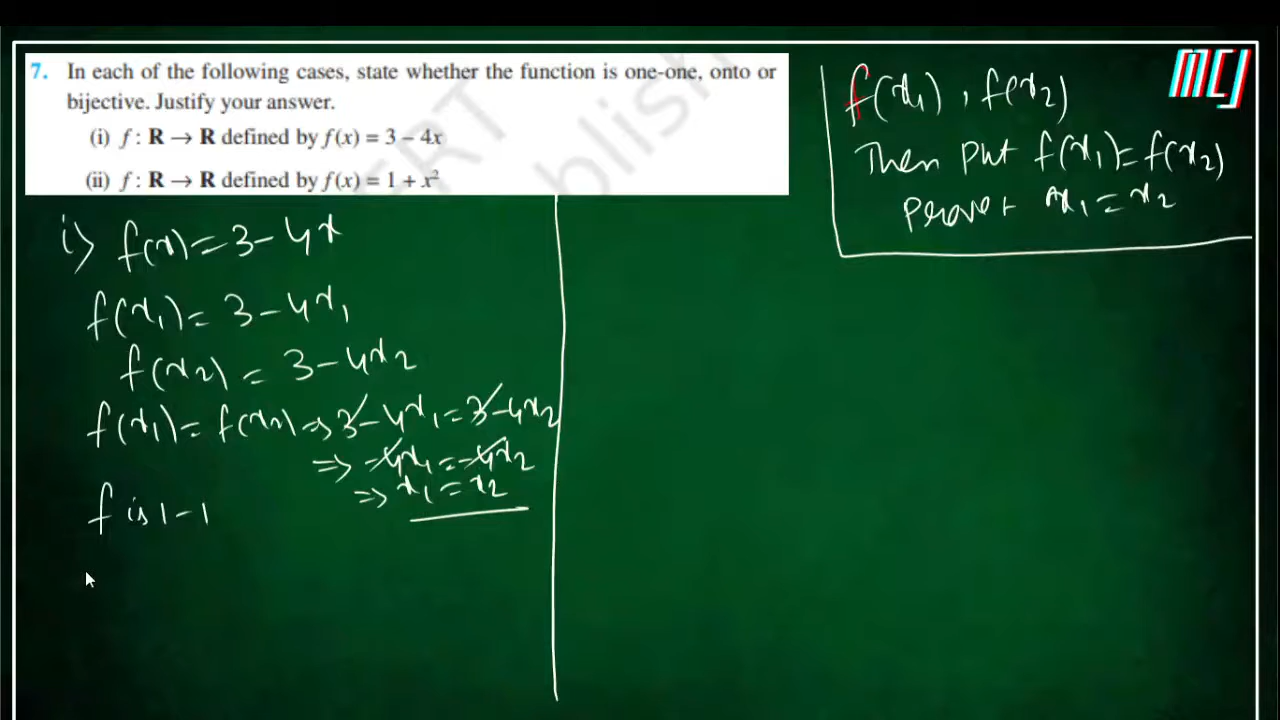 7. In each of the following cases, state whether the function is one-one, onto or
bijective. Justify your answer.
(i) f : R → R defined by f(x) = 3 – 4x
(ii) f : R → R defined by f(x) = 1 + x²
MCJ
f(x₁) , f(x₂)
Then put f(x₁) = f(x₂)
prove x₁ = x₂
i) f(x) = 3 - 4x
f(x₁) = 3 - 4x₁
f(x₂) = 3 - 4x₂
f(x₁) = f(x₂) ⇒ 3 - 4x₁ = 3 - 4x₂
⇒ -4x₁ = -4x₂
⇒ x₁ = x₂
f is 1-1